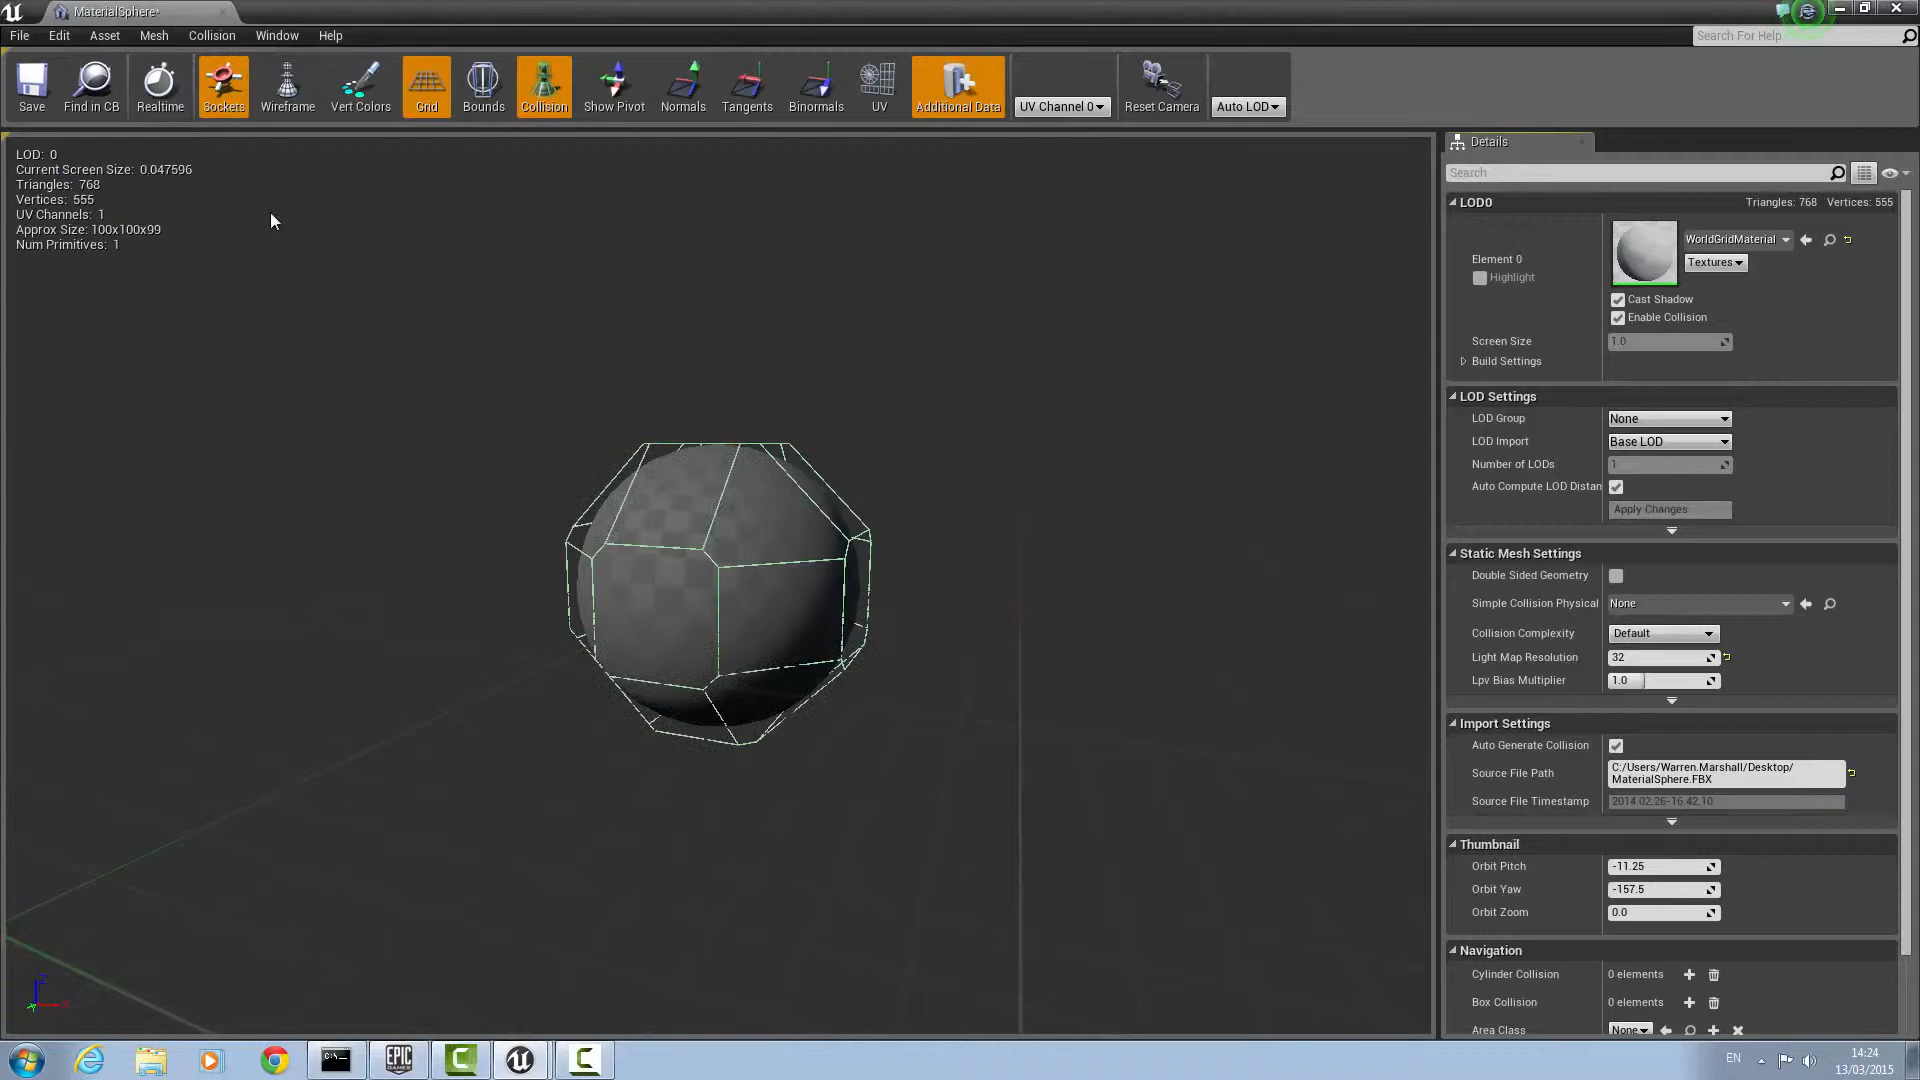 MaterialSphere*
File Edit Asset Mesh Collision Window Help
Search For Help
Save Find in CB Realtime Sockets Wireframe Vert Colors Grid Bounds Collision Show Pivot Normals Tangents Binormals UV Additional Data UV Channel 0 Reset Camera Auto LOD
LOD: 0
Current Screen Size: 0.047596
Triangles: 768
Vertices: 555
UV Channels: 1
Approx Size: 100x100x99
Num Primitives: 1
Details
Search
LOD0 Triangles: 768 Vertices: 555
WorldGridMaterial
Element 0
Textures
Highlight
Cast Shadow
Enable Collision
Screen Size 1.0
Build Settings
LOD Settings
LOD Group None
LOD Import Base LOD
Number of LODs 1
Auto Compute LOD Distan
Apply Changes
Static Mesh Settings
Double Sided Geometry
Simple Collision Physical None
Collision Complexity Default
Light Map Resolution 32
Lpv Bias Multiplier 1.0
Import Settings
Auto Generate Collision
Source File Path C:/Users/Warren.Marshall/Desktop/
MaterialSphere.FBX
Source File Timestamp 2014.02.26-16.42.10
Thumbnail
Orbit Pitch -11.25
Orbit Yaw -157.5
Orbit Zoom 0.0
Navigation
Cylinder Collision 0 elements
Box Collision 0 elements
Area Class None
Z
X
C:\
EPIC
GAMES
EN
14:24
13/03/2015